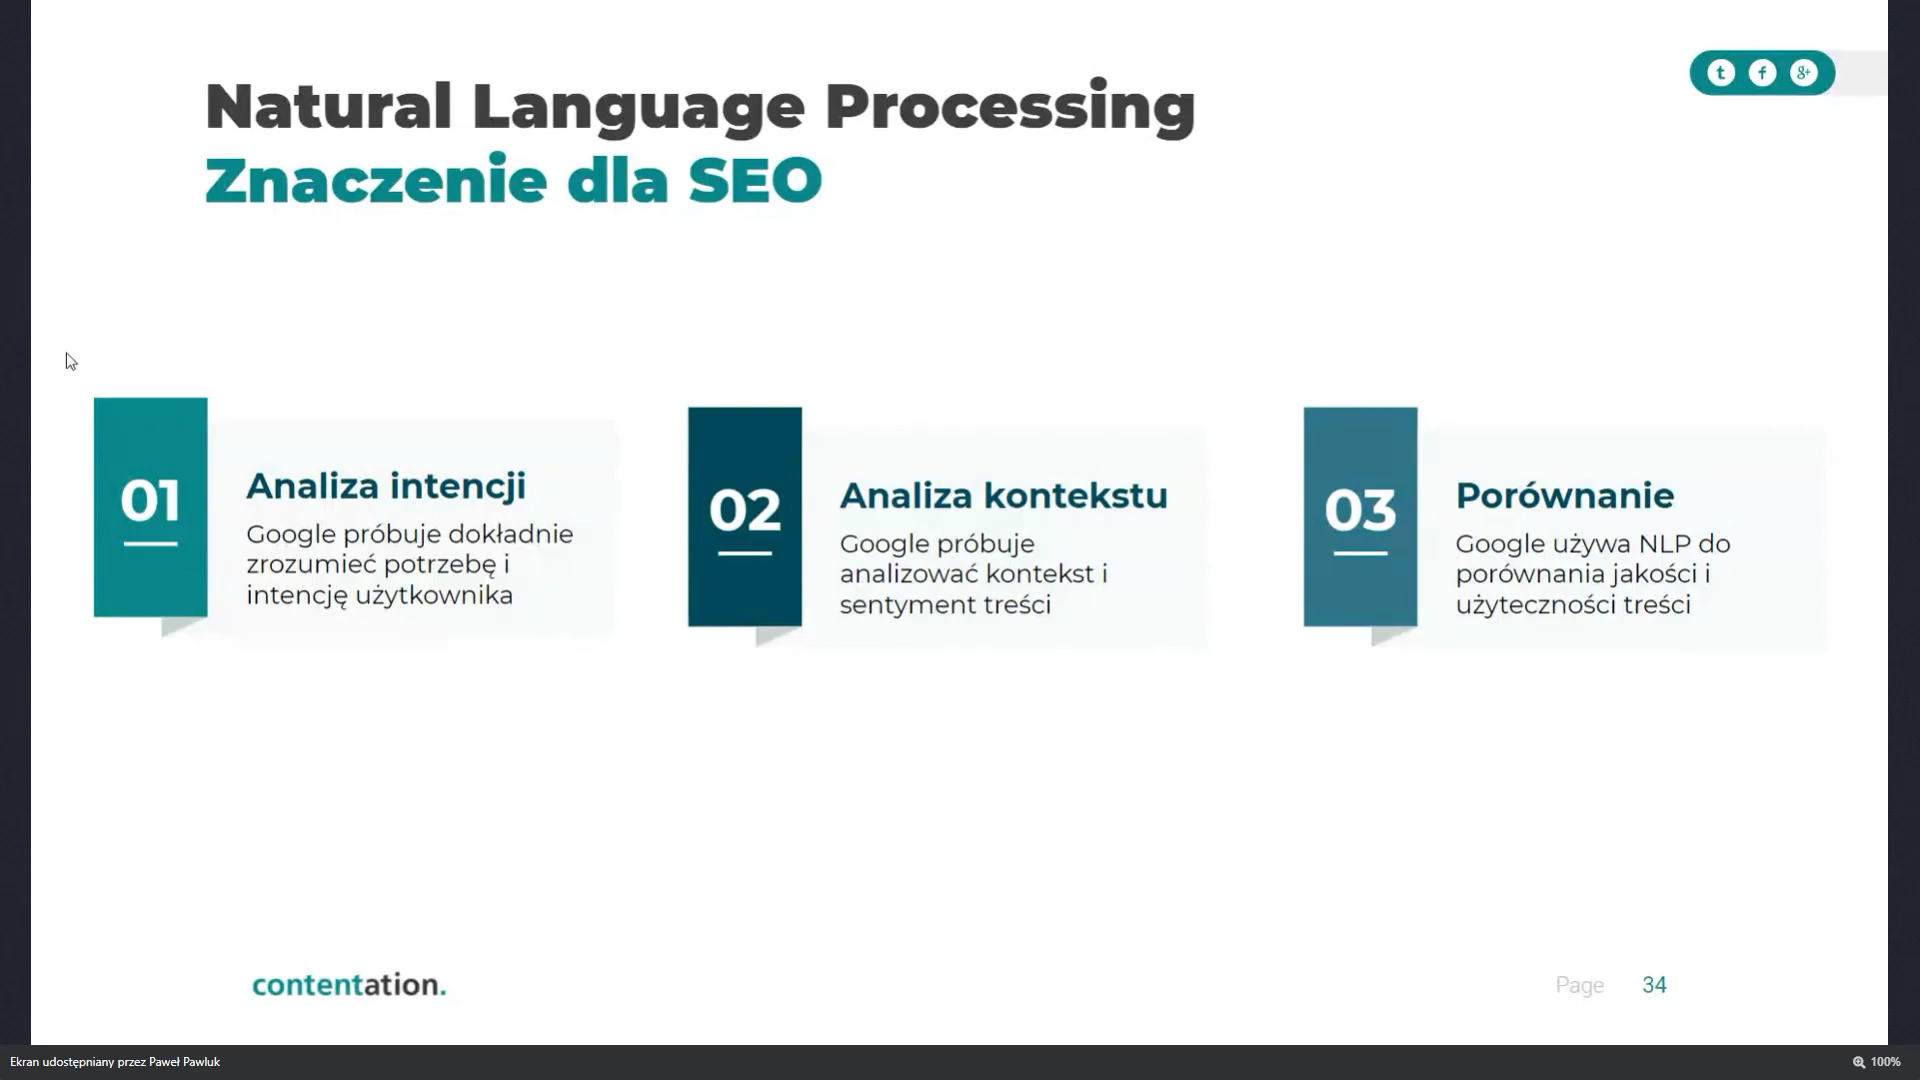 Natural Language Processing
Znaczenie dla SEO
t f g+
01
Analiza intencji
Google próbuje dokładnie
zrozumieć potrzebę i
intencję użytkownika
02
Analiza kontekstu
Google próbuje
analizować kontekst i
sentyment treści
03
Porównanie
Google używa NLP do
porównania jakości i
użyteczności treści
contentation.
Page 34
Ekran udostępniany przez Paweł Pawluk
100%